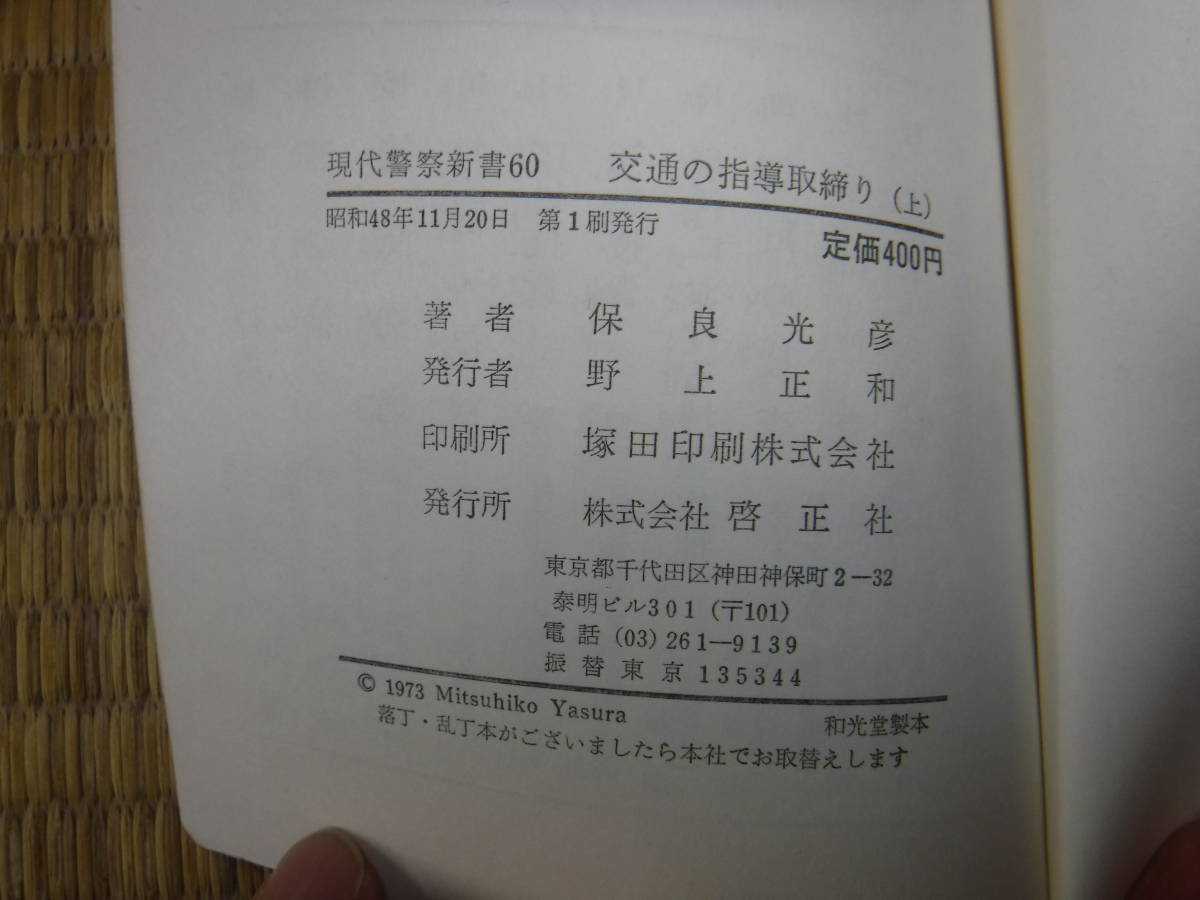 現代警察新書60　交通の指導取締り（上）
昭和48年11月20日　第1刷発行
定価400円
著者　保良光彦
発行者　野上正和
印刷所　塚田印刷株式会社
発行所　株式会社 啓正社
東京都千代田区神田神保町2―32
泰明ビル301（〒101）
電話（03）261―9139
振替東京135344
© 1973 Mitsuhiko Yasura　和光堂製本
落丁・乱丁本がございましたら本社でお取替えします